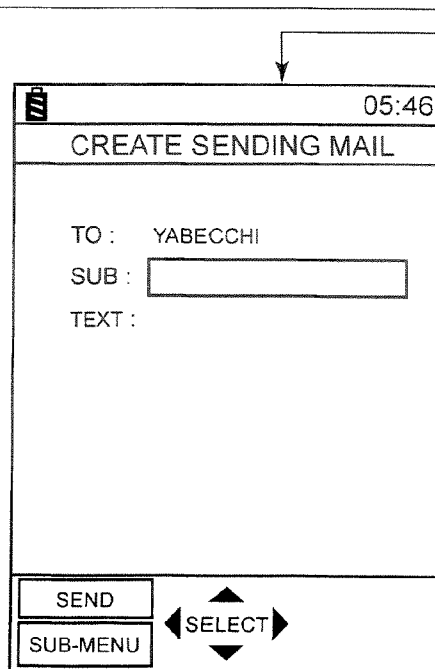 05:46
CREATE SENDING MAIL
TO : YABECCHI
SUB :
TEXT :
SEND
SELECT
SUB-MENU